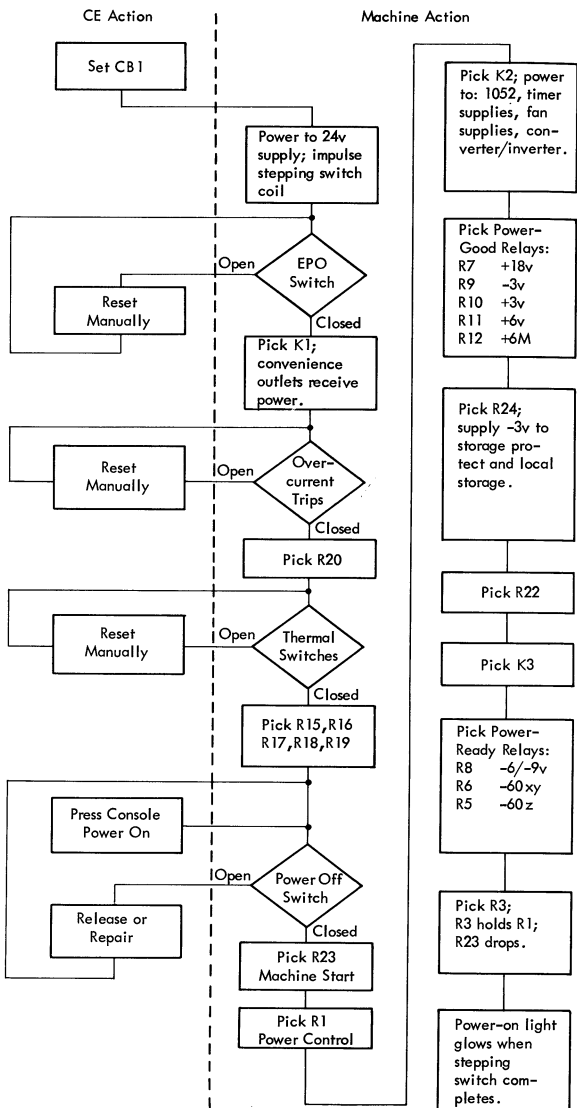 CE Action
Machine Action
Set CB1
Power to 24v
supply; impulse
stepping switch
coil
EPO
Switch
Open
Reset
Manually
Closed
Pick K1;
convenience
outlets receive
power.
Over-
current
Trips
Open
Reset
Manually
Closed
Pick R20
Thermal
Switches
Open
Reset
Manually
Closed
Pick R15,R16
R17,R18,R19
Press Console
Power On
Power Off
Switch
Open
Release or
Repair
Closed
Pick R23
Machine Start
Pick R1
Power Control
Pick K2; power
to: 1052, timer
supplies, fan
supplies, con-
verter/inverter.
Pick Power-
Good Relays:
R7 +18v
R9 -3v
R10 +3v
R11 +6v
R12 +6M
Pick R24;
supply -3v to
storage pro-
tect and local
storage.
Pick R22
Pick K3
Pick Power-
Ready Relays:
R8 -6/-9v
R6 -60xy
R5 -60z
Pick R3;
R3 holds R1;
R23 drops.
Power-on light
glows when
stepping
switch com-
pletes.